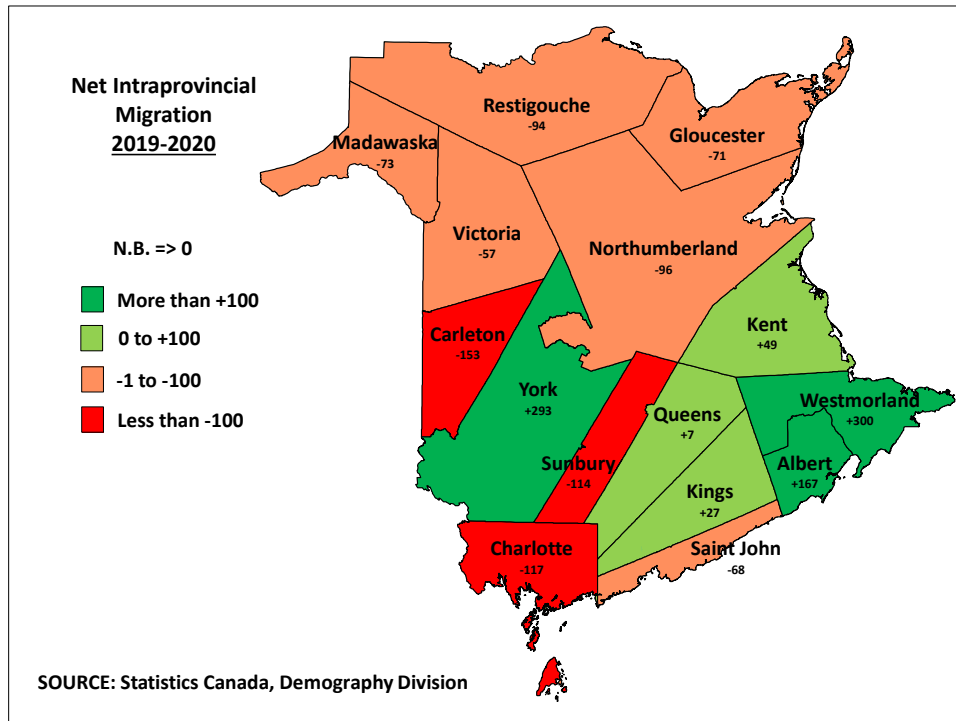 Net Intraprovincial
Migration
2019-2020
N.B. => 0
More than +100
0 to +100
-1 to -100
Less than -100
Restigouche
-94
Gloucester
-71
Madawaska
-73
Victoria
-57
Northumberland
-96
Carleton
-153
Kent
+49
York
+293
Westmorland
+300
Queens
+7
Sunbury
-114
Albert
+167
Kings
+27
Charlotte
-117
Saint John
-68
SOURCE: Statistics Canada, Demography Division